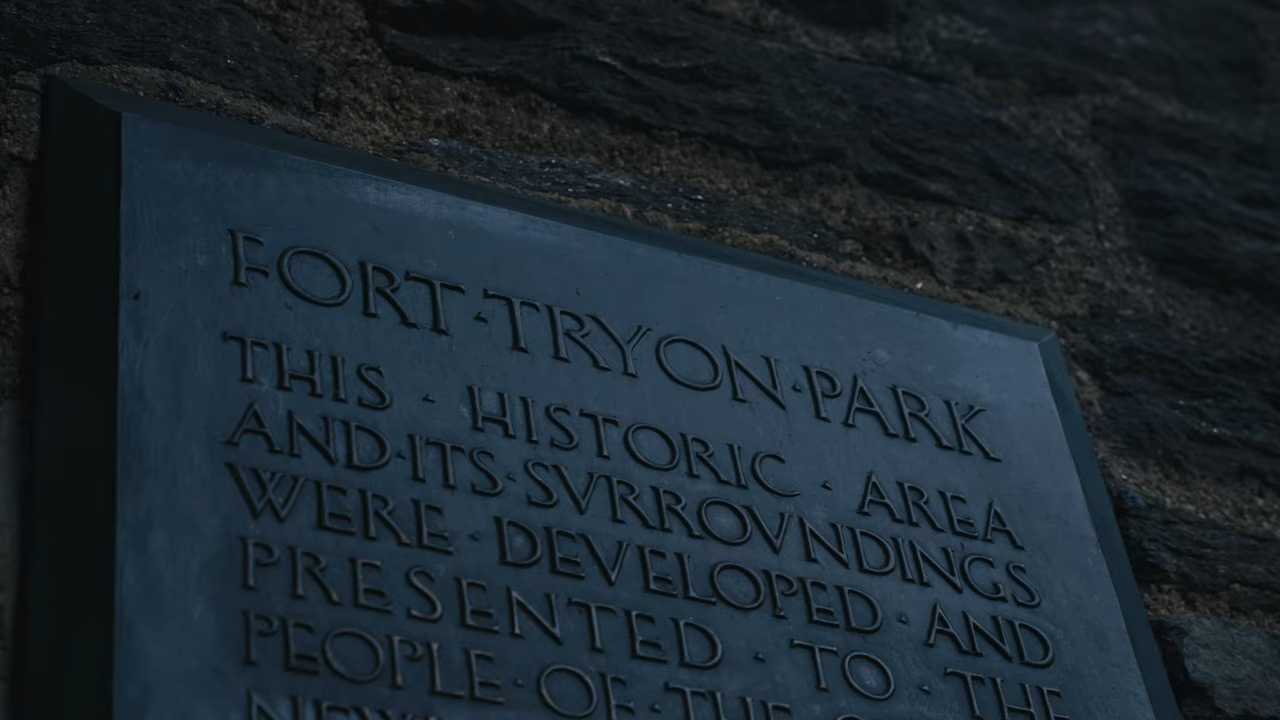 FORT·TRYON·PARK
THIS · HISTORIC · AREA
AND·ITS·SVRROVNDINGS
WERE·DEVELOPED·AND
PRESENTED · TO · THE
PEOPLE·OF·THE